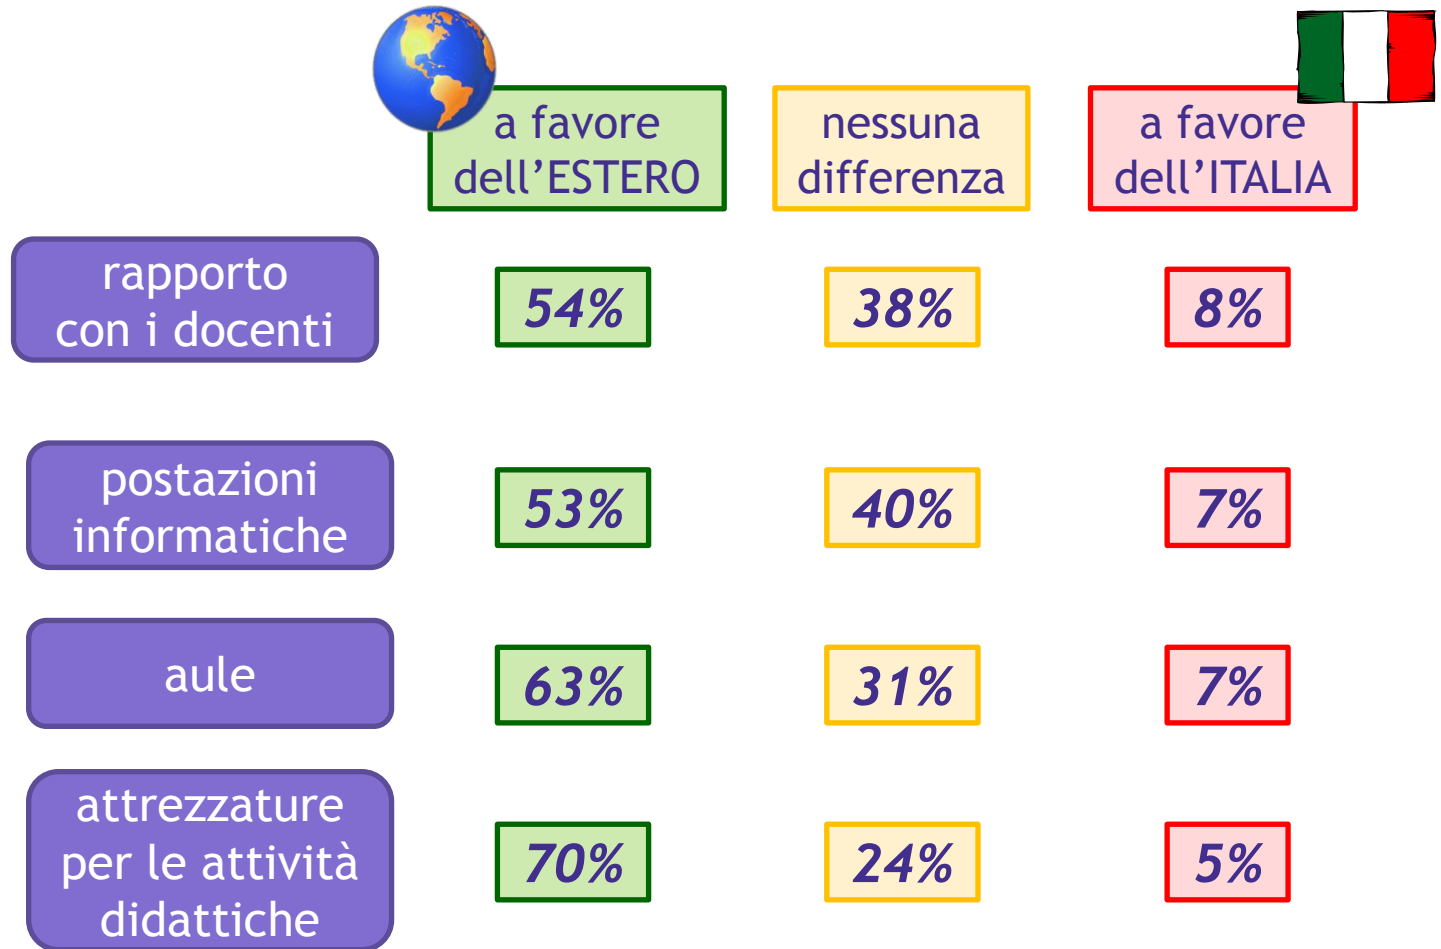 a favore
dell’ESTERO
nessuna
differenza
a favore
dell’ITALIA
rapporto
con i docenti
54%
38%
8%
postazioni
informatiche
53%
40%
7%
aule
63%
31%
7%
attrezzature
per le attività
didattiche
70%
24%
5%